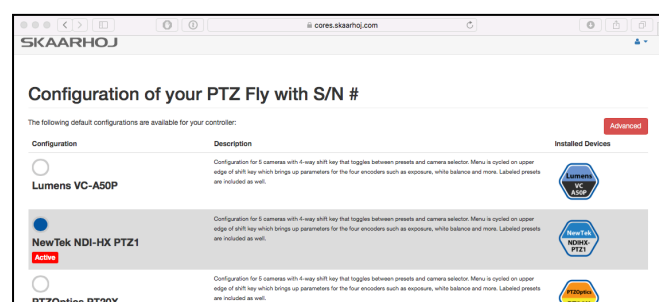 cores.skaarhoj.com
SKAARHOJ
Configuration of your PTZ Fly with S/N #
The following default configurations are available for your controller:
Advanced
Configuration Description Installed Devices
Configuration for 5 cameras with 4-way shift key that toggles between presets and camera selector. Menu is cycled on upper
edge of shift key which brings up parameters for the four encoders such as exposure, white balance and more. Labeled presets
are included as well.
Lumens VC-A50P
Lumens
VC
A50P
Configuration for 5 cameras with 4-way shift key that toggles between presets and camera selector. Menu is cycled on upper
edge of shift key which brings up parameters for the four encoders such as exposure, white balance and more. Labeled presets
are included as well.
NewTek NDI-HX PTZ1
Active
NewTek
NDIHX-
PTZ1
Configuration for 5 cameras with 4-way shift key that toggles between presets and camera selector. Menu is cycled on upper
edge of shift key which brings up parameters for the four encoders such as exposure, white balance and more. Labeled presets
are included as well.
PTZOptics PT20X
PTZOptics